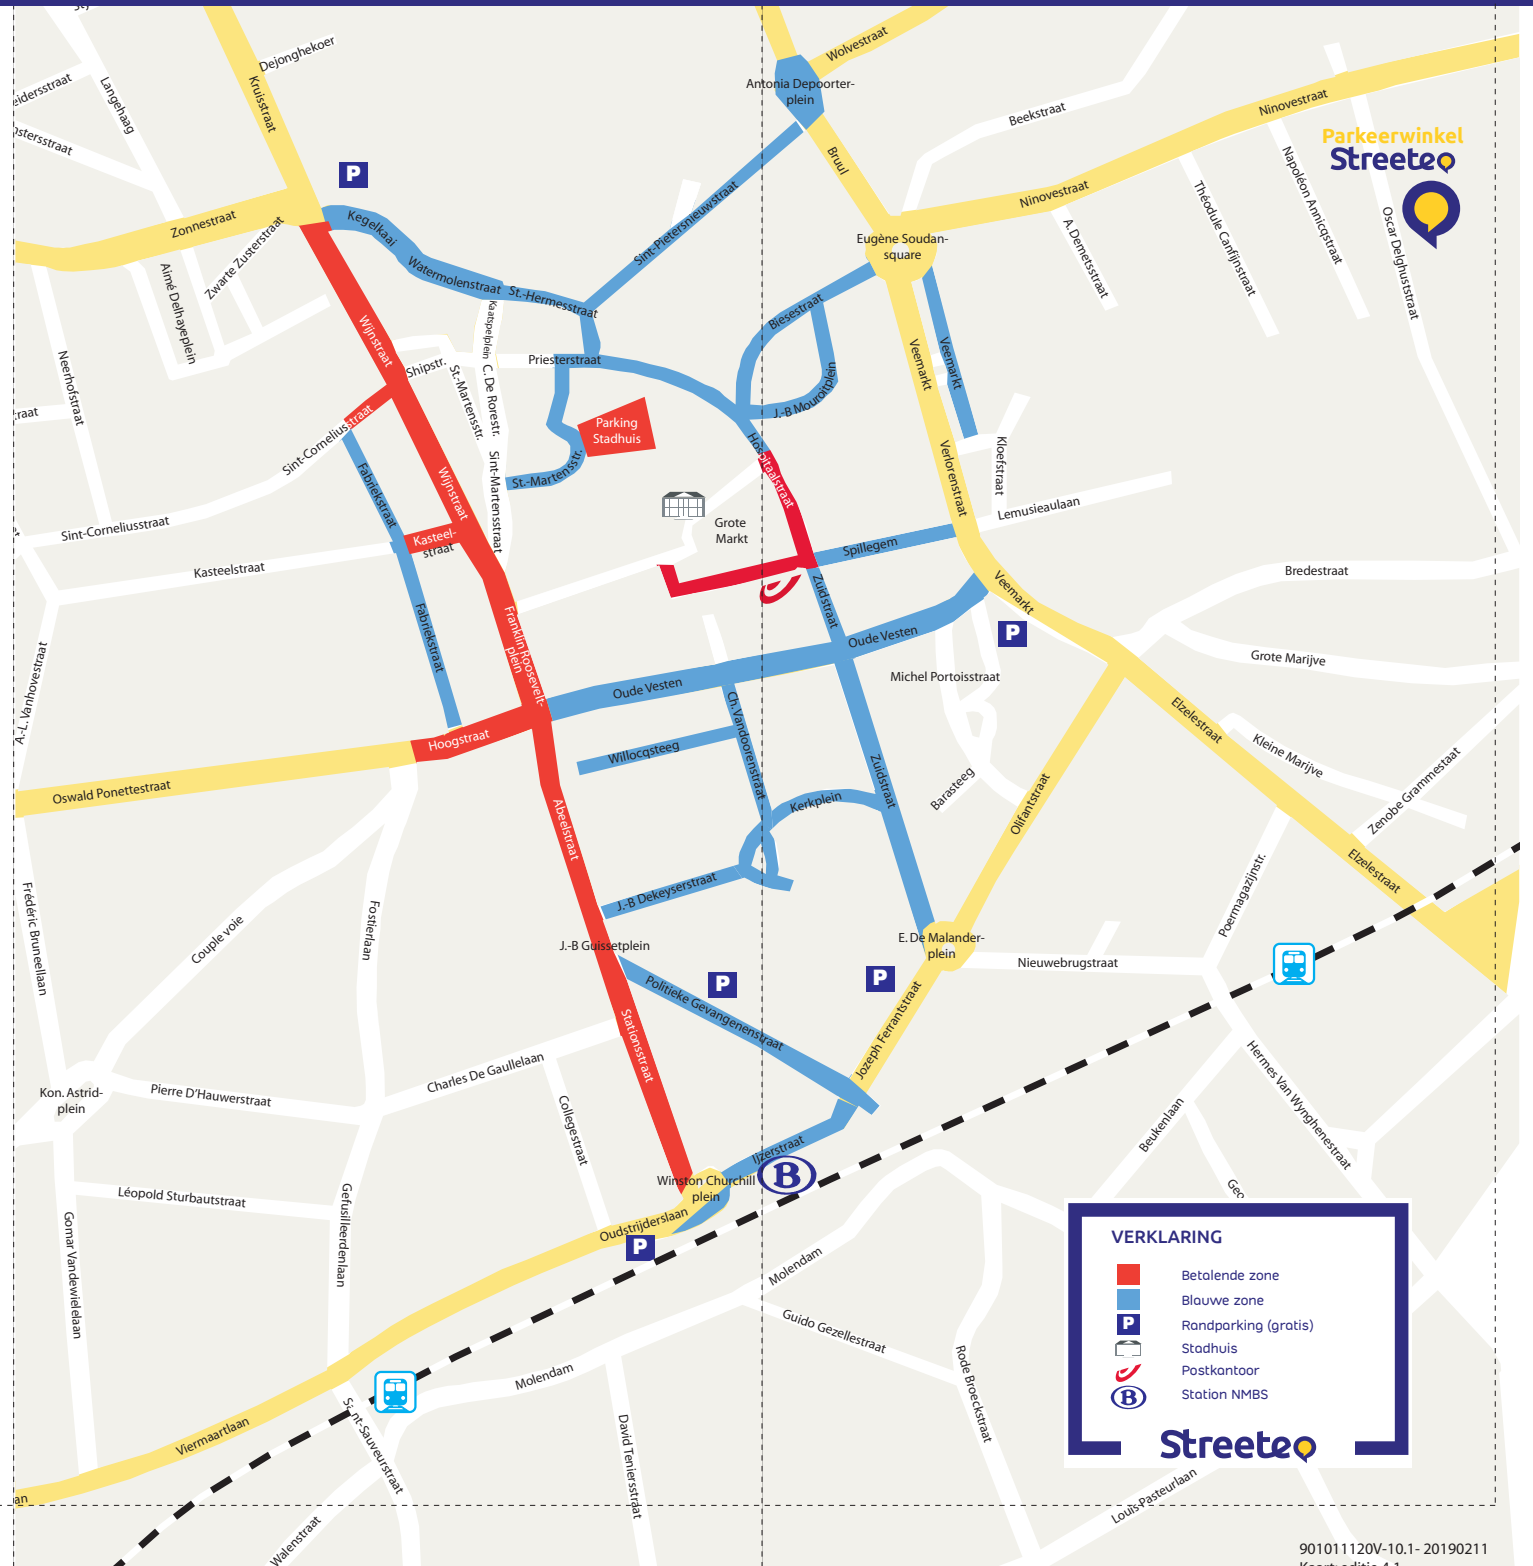 Dejonghekoer
Wolvestraat
Langehaag
Kruisstraat
Antonia Depoorter-
plein
Ninovestraat
Beekstraat
Parkeerwinkel
Streeteo
Bruul
Napoléon Annicqstraat
Théodule Canfijnstraat
Oscar Delghuststraat
Sint-Pietersnieuwstraat
Ninovestraat
A.Demetsstraat
Zonnestraat
Kegelkaai
Zwarte Zusterstraat
Eugène Soudan-
square
Aimé Delhayeplein
Watermolenstraat
St.-Hermesstraat
Kaatspelplein
Biesestraat
Wijnstraat
Veemarkt
Veemarkt
Neerhofstraat
Shipstr.
Priesterstraat
St.-Martensstr.
C. De Rorestr.
J.-B Mouroitplein
raat
Sint-Corneliusstraat
Parking
Stadhuis
Hospitaalstraat
Verlorenstraat
Kloefstraat
Fabriekstraat
Wijnstraat
Sint-Martensstraat
St.-Martensstr.
Lemusieaulaan
Sint-Corneliusstraat
Grote
Markt
Kasteel-
straat
Spillegem
Kasteelstraat
Bredestraat
Zuidstraat
Veemarkt
Fabriekstraat
Franklin Roosevelt-
plein
Oude Vesten
A.-L. Vanhovestraat
Grote Marijve
Michel Portoisstraat
Oude Vesten
Ch.Vandoorenstraat
Elzelestraat
Hoogstraat
Willocqsteeg
Kleine Marijve
Zuidstraat
Barasteeg
Zenobe Grammestaat
Oswald Ponettestraat
Kerkplein
Olifantstraat
Abeelstraat
Elzelestraat
Frédéric Bruneellaan
J.-B Dekeyserstraat
Poermagazijnstr.
Couple voie
Fostierlaan
J.-B Guissetplein
E. De Malander-
plein
Nieuwebrugstraat
Politieke Gevangenenstraat
P
P
P
P
P
Stationsstraat
Jozeph Ferrantstraat
Charles De Gaullelaan
Kon. Astrid-
plein
Pierre D’Hauwerstraat
Hermes Van Wynghenestraat
Collegestraat
Beukenlaan
Ijzerstraat
B
Winston Churchill
plein
Léopold Sturbautstraat
Geo
Gefusilleerdenlaan
Oudstrijderslaan
Gomar Vandewielelaan
Molendam
Guido Gezellestraat
Molendam
Rode Broeckstraat
Viermaartlaan
David Teniersstraat
Walenstraat
Louis Pasteurlaan
an
VERKLARING
Betalende zone
Blauwe zone
P Randparking (gratis)
Stadhuis
Postkantoor
B Station NMBS
Streeteo
901011120V-10.1- 20190211